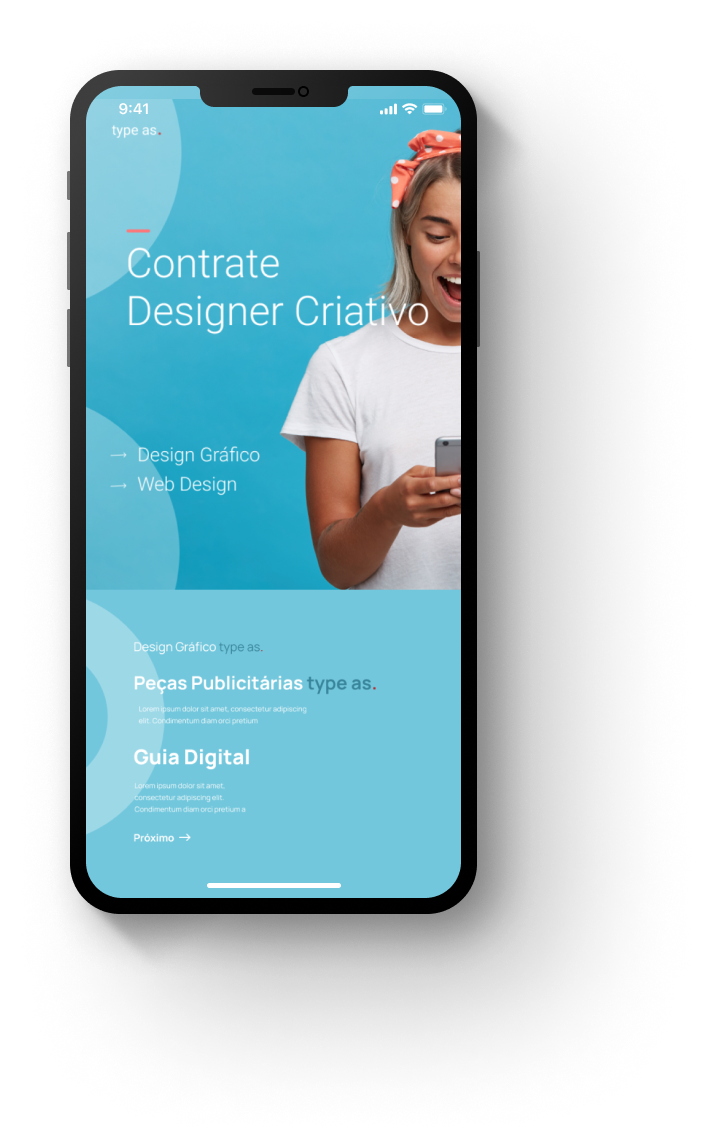 9:41
type as.
Contrate
Designer Criativo
→ Design Gráfico
→ Web Design
Design Gráfico type as.
Peças Publicitárias type as.
Lorem ipsum dolor sit amet, consectetur adipiscing
elit. Condimentum diam orci pretium
Guia Digital
Lorem ipsum dolor sit amet,
consectetur adipiscing elit.
Condimentum diam orci pretium a
Próximo →